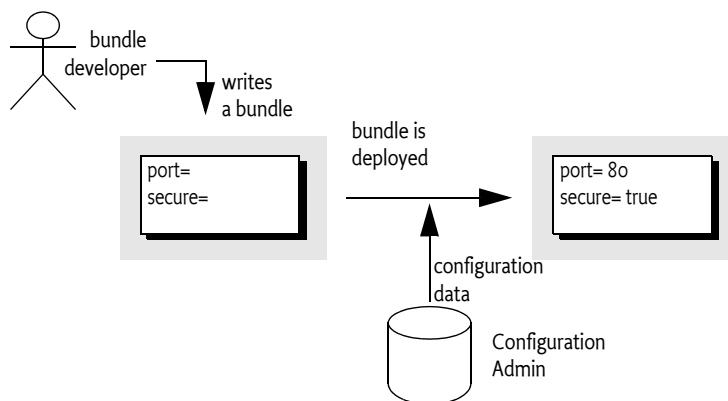 bundle
developer
writes
a bundle
bundle is
deployed
port=
secure=
port= 80
secure= true
configuration
data
Configuration
Admin